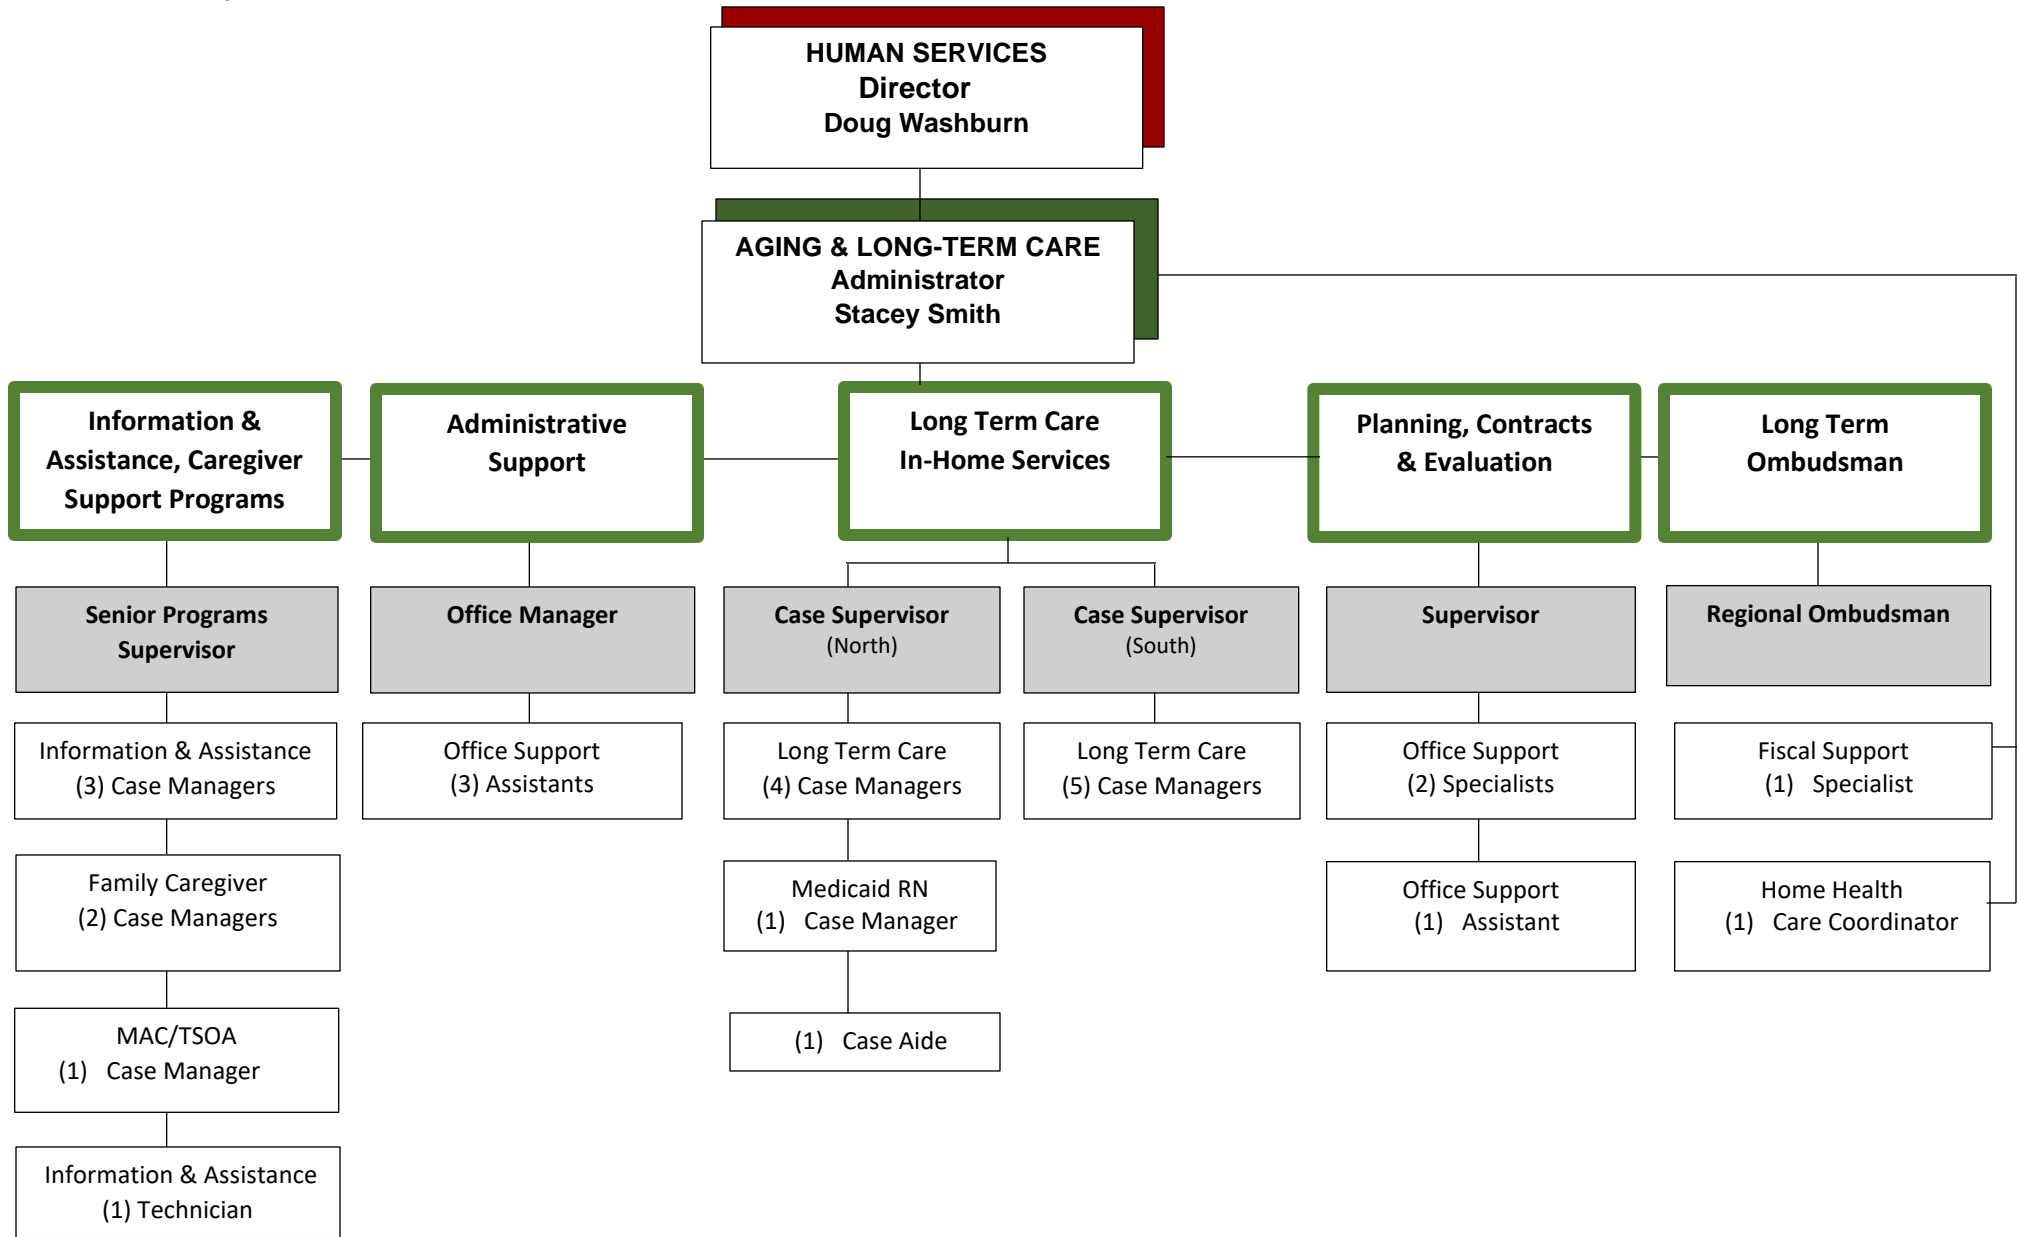 HUMAN SERVICES
Director
Doug Washburn
AGING & LONG-TERM CARE
Administrator
Stacey Smith
Information &
Assistance, Caregiver
Support Programs
Administrative
Support
Long Term Care
In-Home Services
Planning, Contracts
& Evaluation
Long Term
Ombudsman
Senior Programs
Supervisor
Office Manager
Case Supervisor
(North)
Case Supervisor
(South)
Supervisor
Regional Ombudsman
Information & Assistance
(3) Case Managers
Office Support
(3) Assistants
Long Term Care
(4) Case Managers
Long Term Care
(5) Case Managers
Office Support
(2) Specialists
Fiscal Support
(1) Specialist
Family Caregiver
(2) Case Managers
Medicaid RN
(1) Case Manager
Office Support
(1) Assistant
Home Health
(1) Care Coordinator
MAC/TSOA
(1) Case Manager
(1) Case Aide
Information & Assistance
(1) Technician